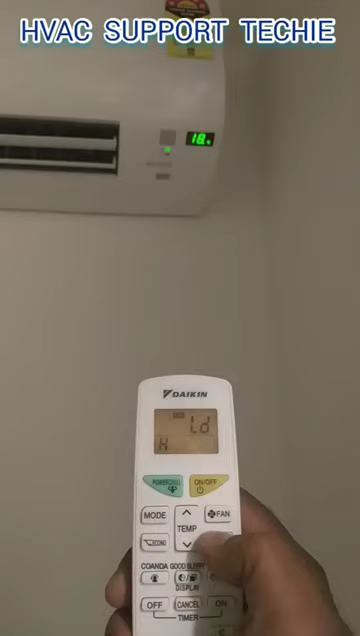 HVAC SUPPORT TECHIE
18
DAIKIN
Ld
H
POWERCHILL
ON/OFF
MODE
TEMP
FAN
ECONO
COANDA
GOOD SLEEP
DISPLAY
OFF
CANCEL
ON
TIMER